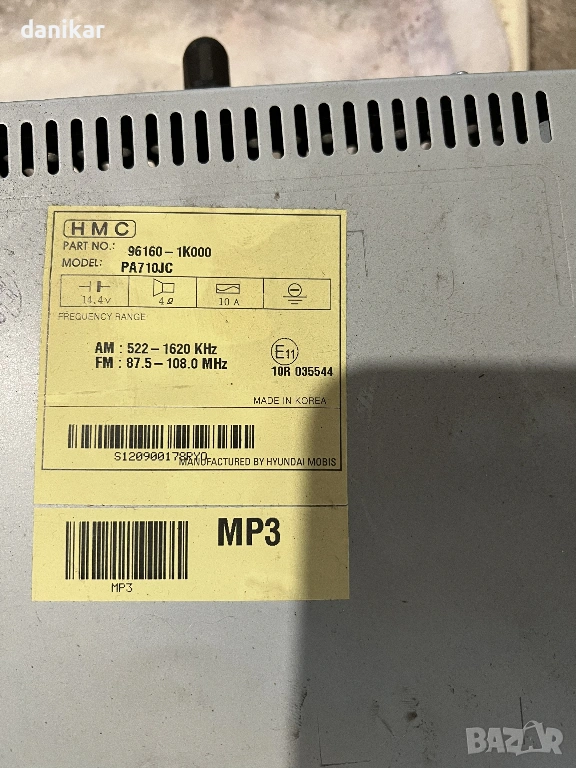 danikar
HMC
PART NO.: 96160-1K000
MODEL: PA710JC
14.4V 4Ω 10 A
FREQUENCY RANGE
AM : 522-1620 KHz
FM : 87.5-108.0 MHz
E11
10R 035544
MADE IN KOREA
S120900178RYO
MANUFACTURED BY HYUNDAI MOBIS
MP3
MP3
BAZAR